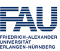 FAU
FRIEDRICH-ALEXANDER
UNIVERSITÄT
ERLANGEN-NÜRNBERG